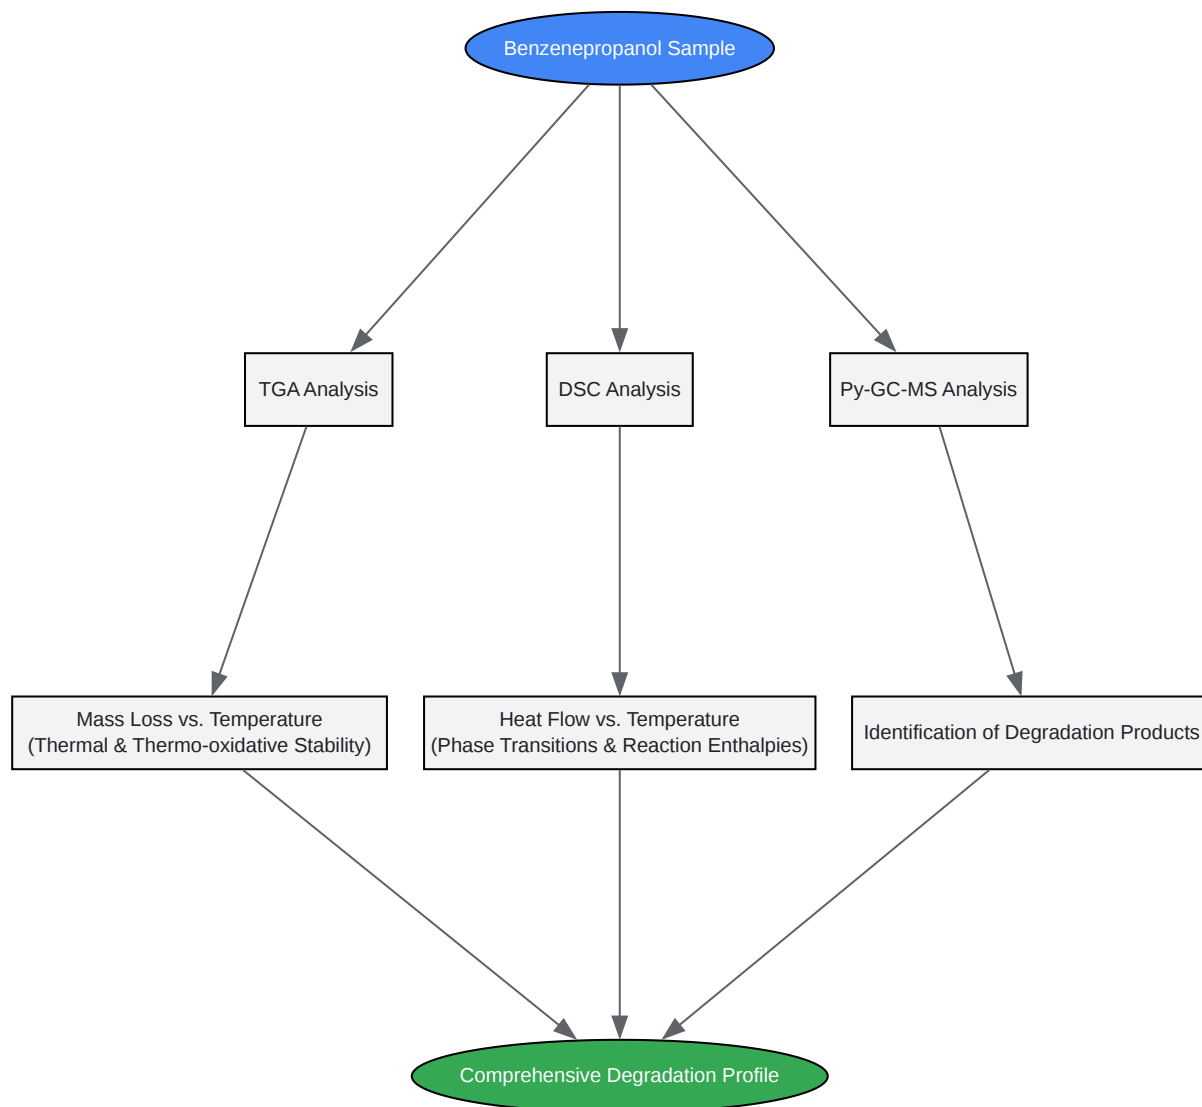 Benzenepropanol Sample
TGA Analysis
DSC Analysis
Py-GC-MS Analysis
Mass Loss vs. Temperature
(Thermal & Thermo-oxidative Stability)
Heat Flow vs. Temperature
(Phase Transitions & Reaction Enthalpies)
Identification of Degradation Products
Comprehensive Degradation Profile